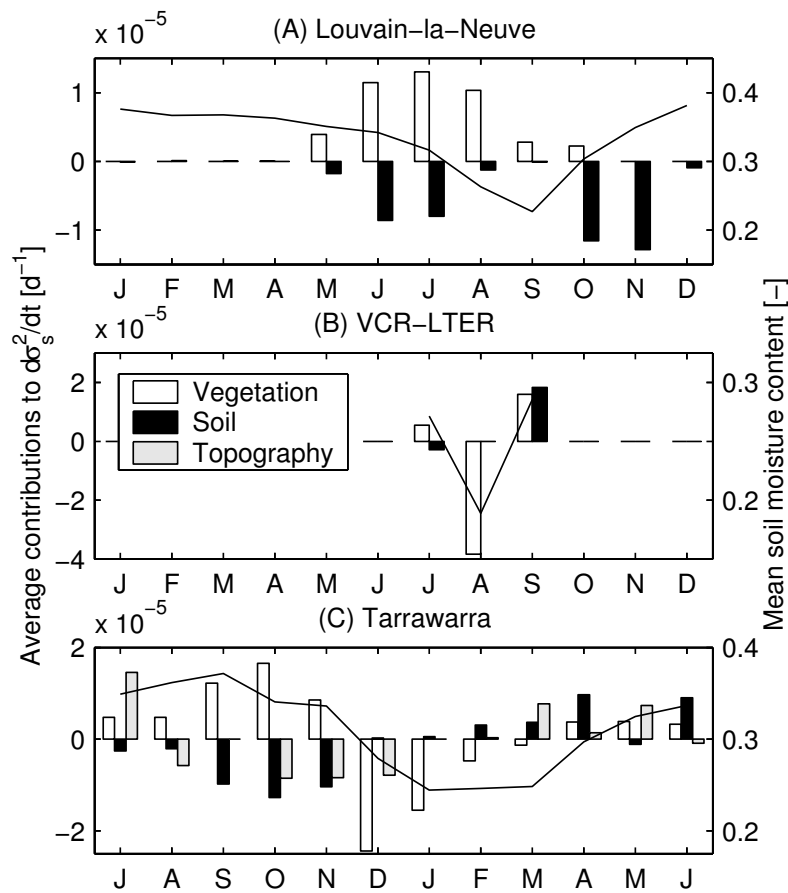 x 10⁻⁵
(A) Louvain−la−Neuve
1
0
−1
0.4
0.3
0.2
J F M A M J J A S O N D
x 10⁻⁵
(B) VCR−LTER
2
0
−2
−4
0.3
0.2
Vegetation
Soil
Topography
J F M A M J J A S O N D
x 10⁻⁵
(C) Tarrawarra
2
0
−2
0.4
0.3
0.2
J A S O N D J F M A M J
Average contributions to dσ²ₛ/dt [d⁻¹]
Mean soil moisture content [−]